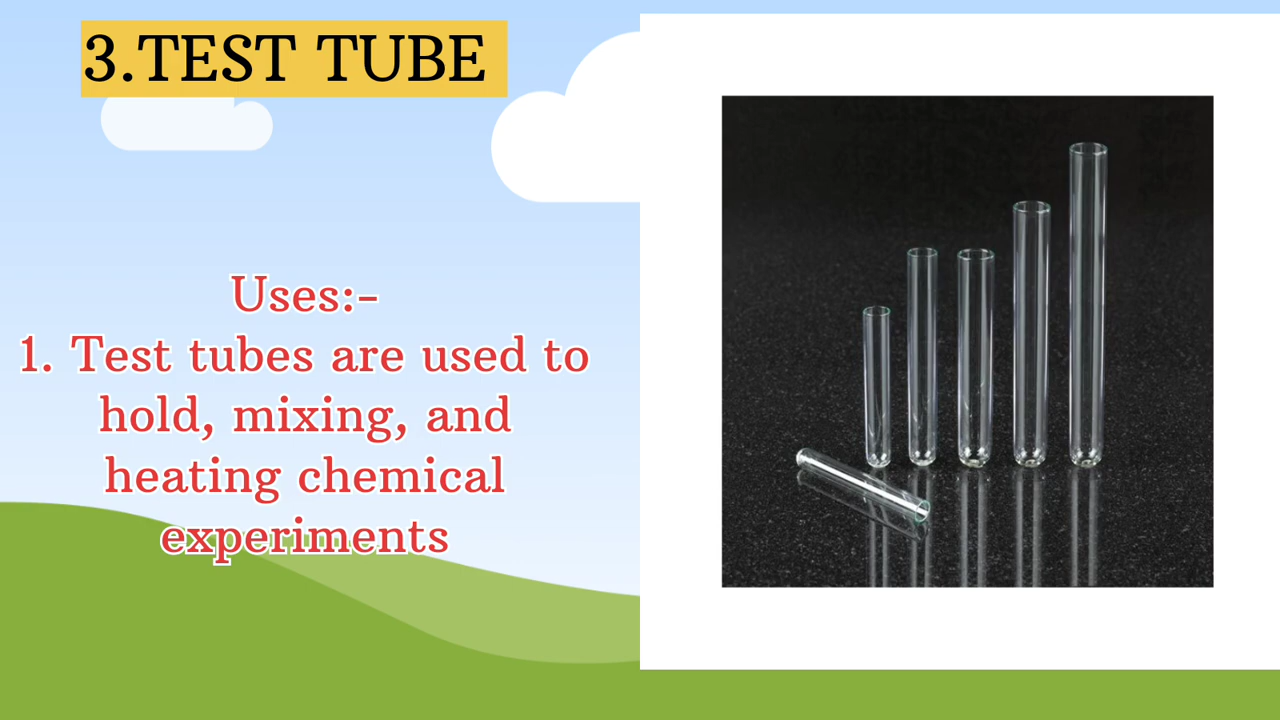 3.TEST TUBE
Uses:-
1. Test tubes are used to
hold, mixing, and
heating chemical
experiments